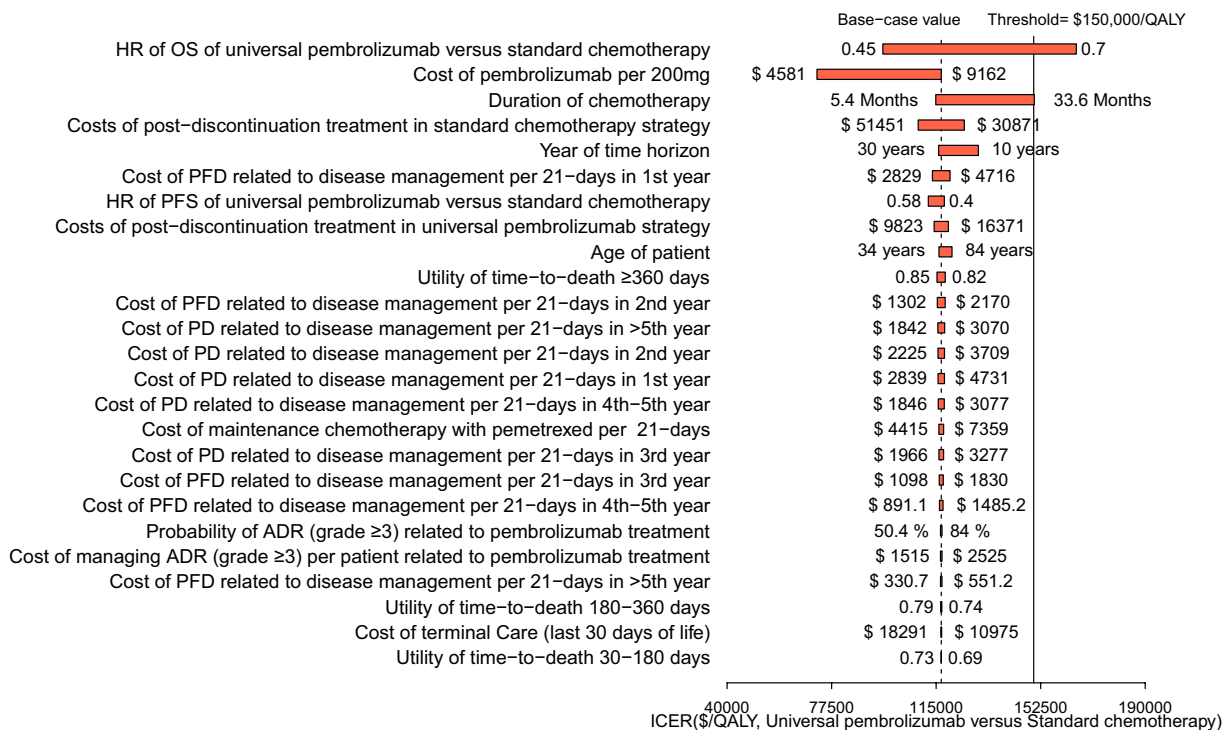 Base−case value Threshold= $150,000/QALY
HR of OS of universal pembrolizumab versus standard chemotherapy 0.45 0.7
Cost of pembrolizumab per 200mg $ 4581 $ 9162
Duration of chemotherapy 5.4 Months 33.6 Months
Costs of post−discontinuation treatment in standard chemotherapy strategy $ 51451 $ 30871
Year of time horizon 30 years 10 years
Cost of PFD related to disease management per 21−days in 1st year $ 2829 $ 4716
HR of PFS of universal pembrolizumab versus standard chemotherapy 0.58 0.4
Costs of post−discontinuation treatment in universal pembrolizumab strategy $ 9823 $ 16371
Age of patient 34 years 84 years
Utility of time−to−death ≥360 days 0.85 0.82
Cost of PFD related to disease management per 21−days in 2nd year $ 1302 $ 2170
Cost of PD related to disease management per 21−days in >5th year $ 1842 $ 3070
Cost of PD related to disease management per 21−days in 2nd year $ 2225 $ 3709
Cost of PD related to disease management per 21−days in 1st year $ 2839 $ 4731
Cost of PD related to disease management per 21−days in 4th−5th year $ 1846 $ 3077
Cost of maintenance chemotherapy with pemetrexed per 21−days $ 4415 $ 7359
Cost of PD related to disease management per 21−days in 3rd year $ 1966 $ 3277
Cost of PFD related to disease management per 21−days in 3rd year $ 1098 $ 1830
Cost of PFD related to disease management per 21−days in 4th−5th year $ 891.1 $ 1485.2
Probability of ADR (grade ≥3) related to pembrolizumab treatment 50.4 % 84 %
Cost of managing ADR (grade ≥3) per patient related to pembrolizumab treatment $ 1515 $ 2525
Cost of PFD related to disease management per 21−days in >5th year $ 330.7 $ 551.2
Utility of time−to−death 180−360 days 0.79 0.74
Cost of terminal Care (last 30 days of life) $ 18291 $ 10975
Utility of time−to−death 30−180 days 0.73 0.69
40000 77500 115000 152500 190000
ICER($/QALY, Universal pembrolizumab versus Standard chemotherapy)